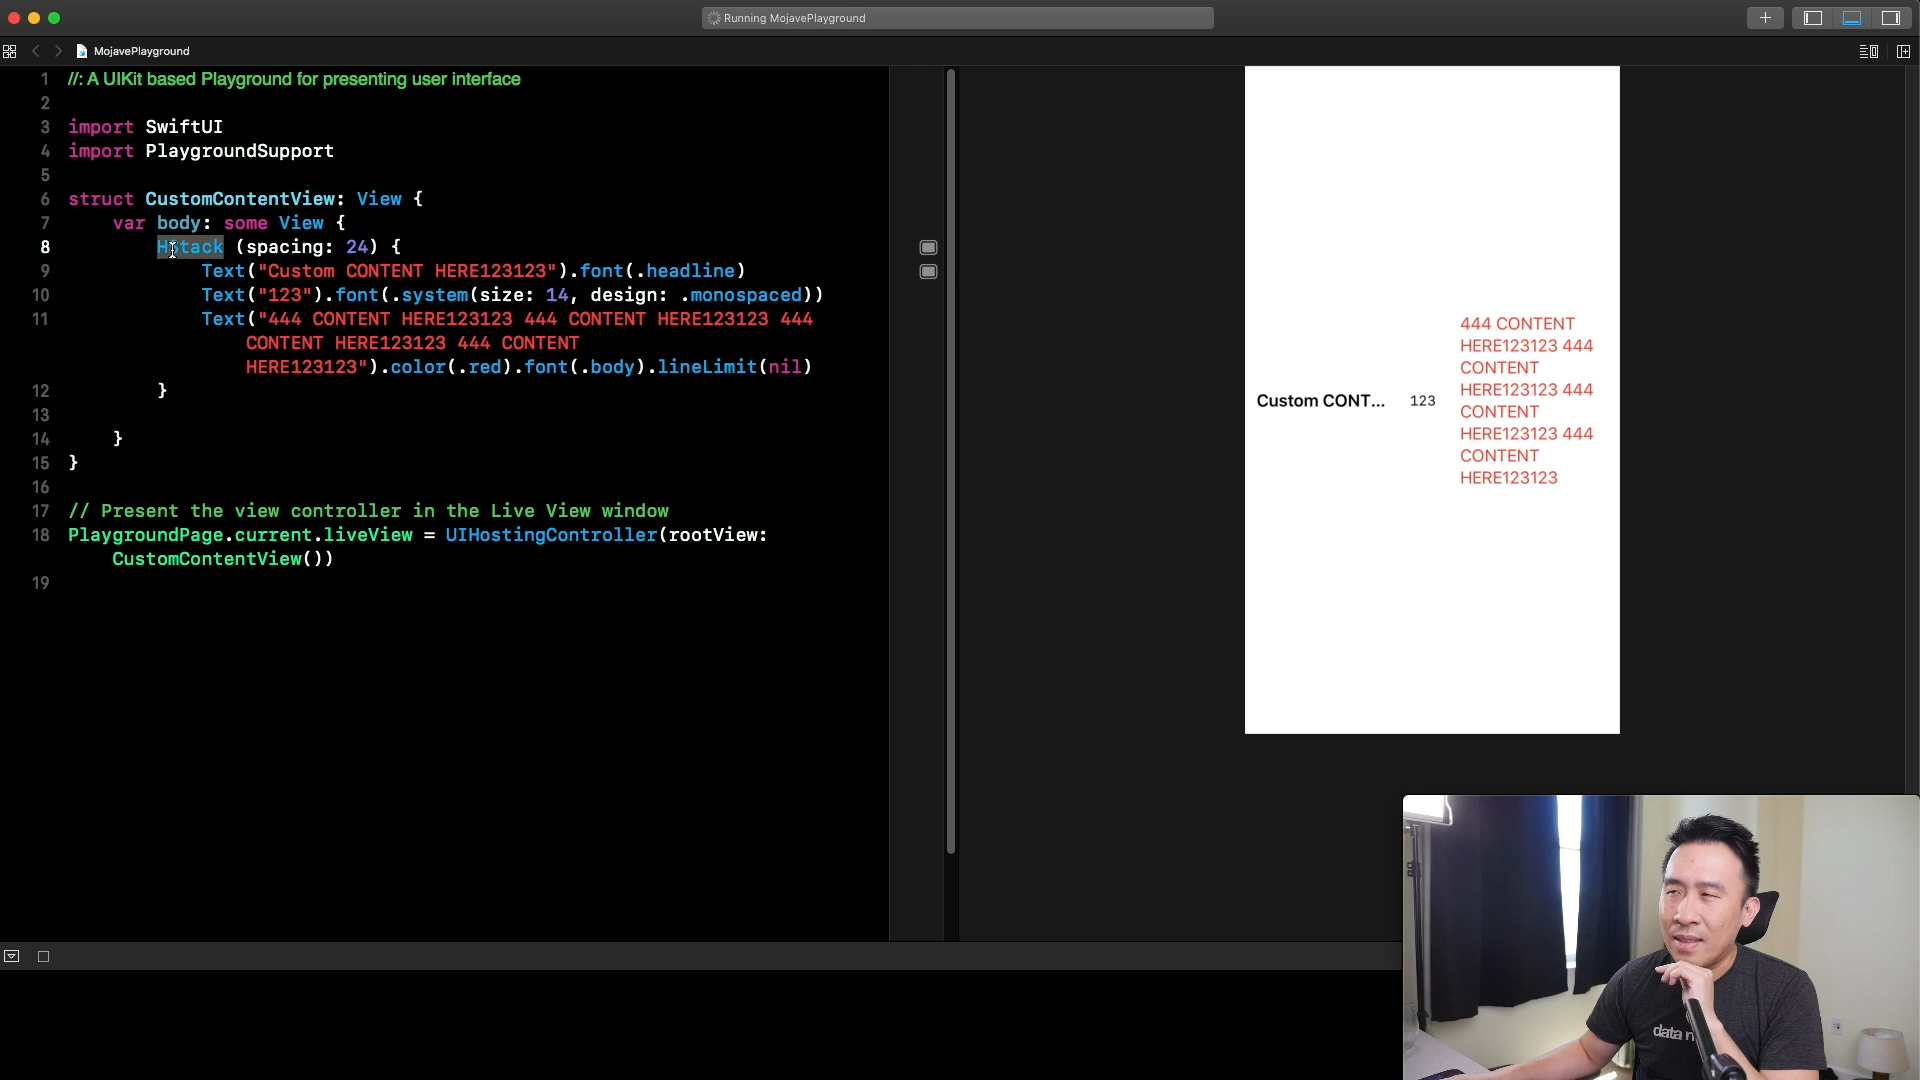 Running MojavePlayground
MojavePlayground
1 //: A UIKit based Playground for presenting user interface
2
3 import SwiftUI
4 import PlaygroundSupport
5
6 struct CustomContentView: View {
7 var body: some View {
8 HStack (spacing: 24) {
9 Text("Custom CONTENT HERE123123").font(.headline)
10 Text("123").font(.system(size: 14, design: .monospaced))
11 Text("444 CONTENT HERE123123 444 CONTENT HERE123123 444
CONTENT HERE123123 444 CONTENT
HERE123123").color(.red).font(.body).lineLimit(nil)
12 }
13
14 }
15 }
16
17 // Present the view controller in the Live View window
18 PlaygroundPage.current.liveView = UIHostingController(rootView:
CustomContentView())
19
Custom CONT...
123
444 CONTENT
HERE123123 444
CONTENT
HERE123123 444
CONTENT
HERE123123 444
CONTENT
HERE123123
data n